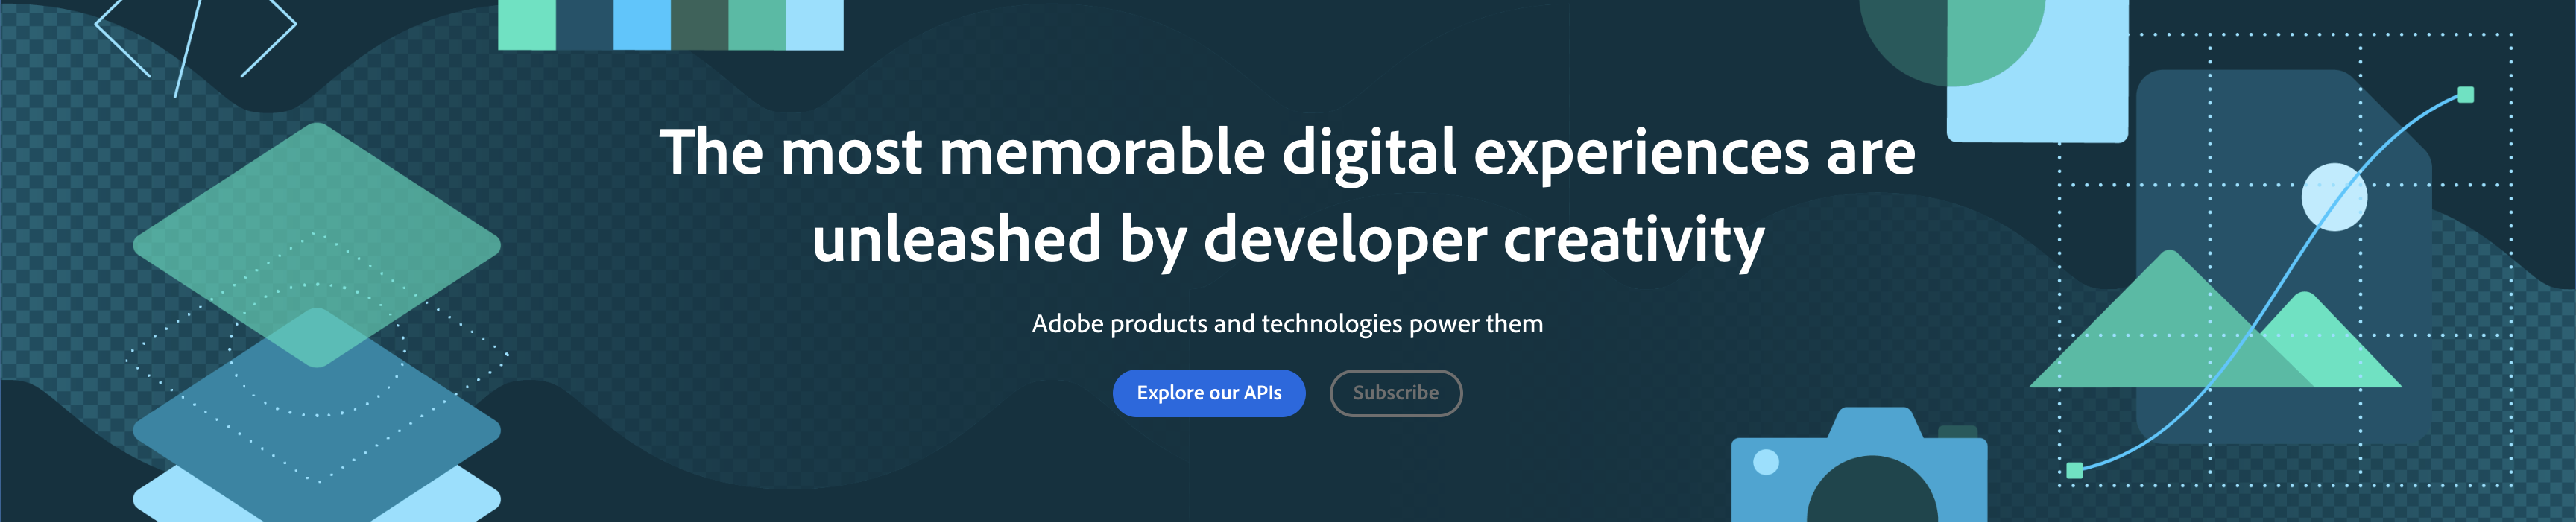 The most memorable digital experiences are
unleashed by developer creativity
Adobe products and technologies power them
Explore our APIs
Subscribe